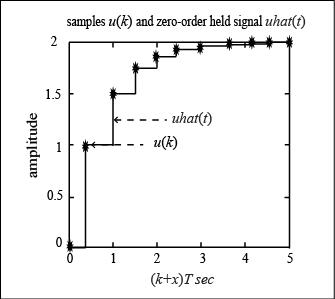 samples u(k) and zero-order held signal uhat(t)
2
1.5
1
0.5
0
amplitude
uhat(t)
u(k)
0 1 2 3 4 5
(k+x)T sec